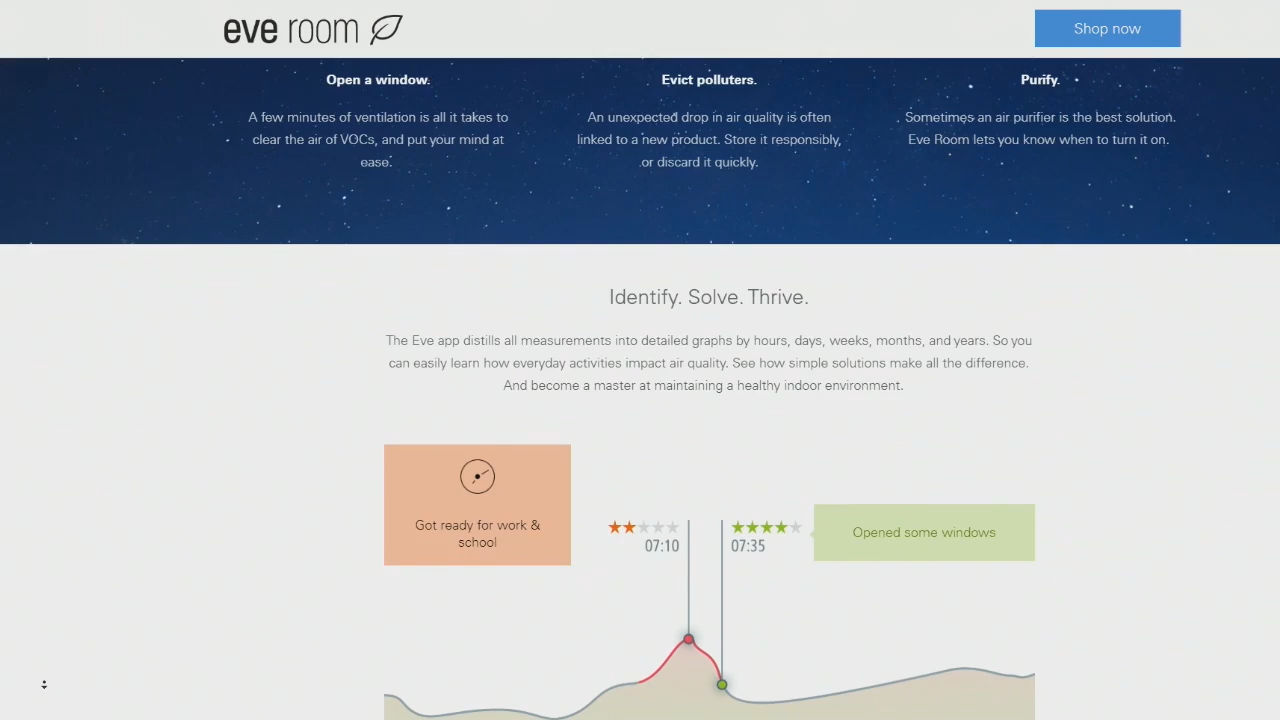 eve room
Shop now
Open a window.
A few minutes of ventilation is all it takes to
clear the air of VOCs, and put your mind at
ease.
Evict polluters.
An unexpected drop in air quality is often
linked to a new product. Store it responsibly,
or discard it quickly.
Purify.
Sometimes an air purifier is the best solution.
Eve Room lets you know when to turn it on.
Identify. Solve. Thrive.
The Eve app distills all measurements into detailed graphs by hours, days, weeks, months, and years. So you
can easily learn how everyday activities impact air quality. See how simple solutions make all the difference.
And become a master at maintaining a healthy indoor environment.
Got ready for work &
school
07:10
07:35
Opened some windows